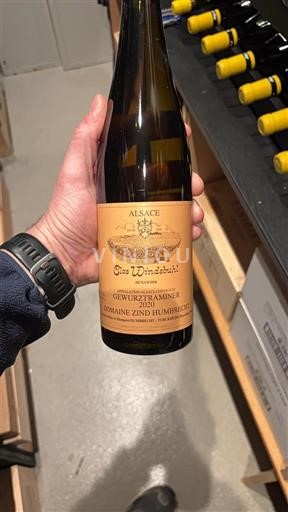 ALSACE
Clos Windsbuhl
HUNAWIHR
APPELLATION ALSACE CONTRÔLÉE
GEWURZTRAMINER
2020
DOMAINE ZIND HUMBRECHT